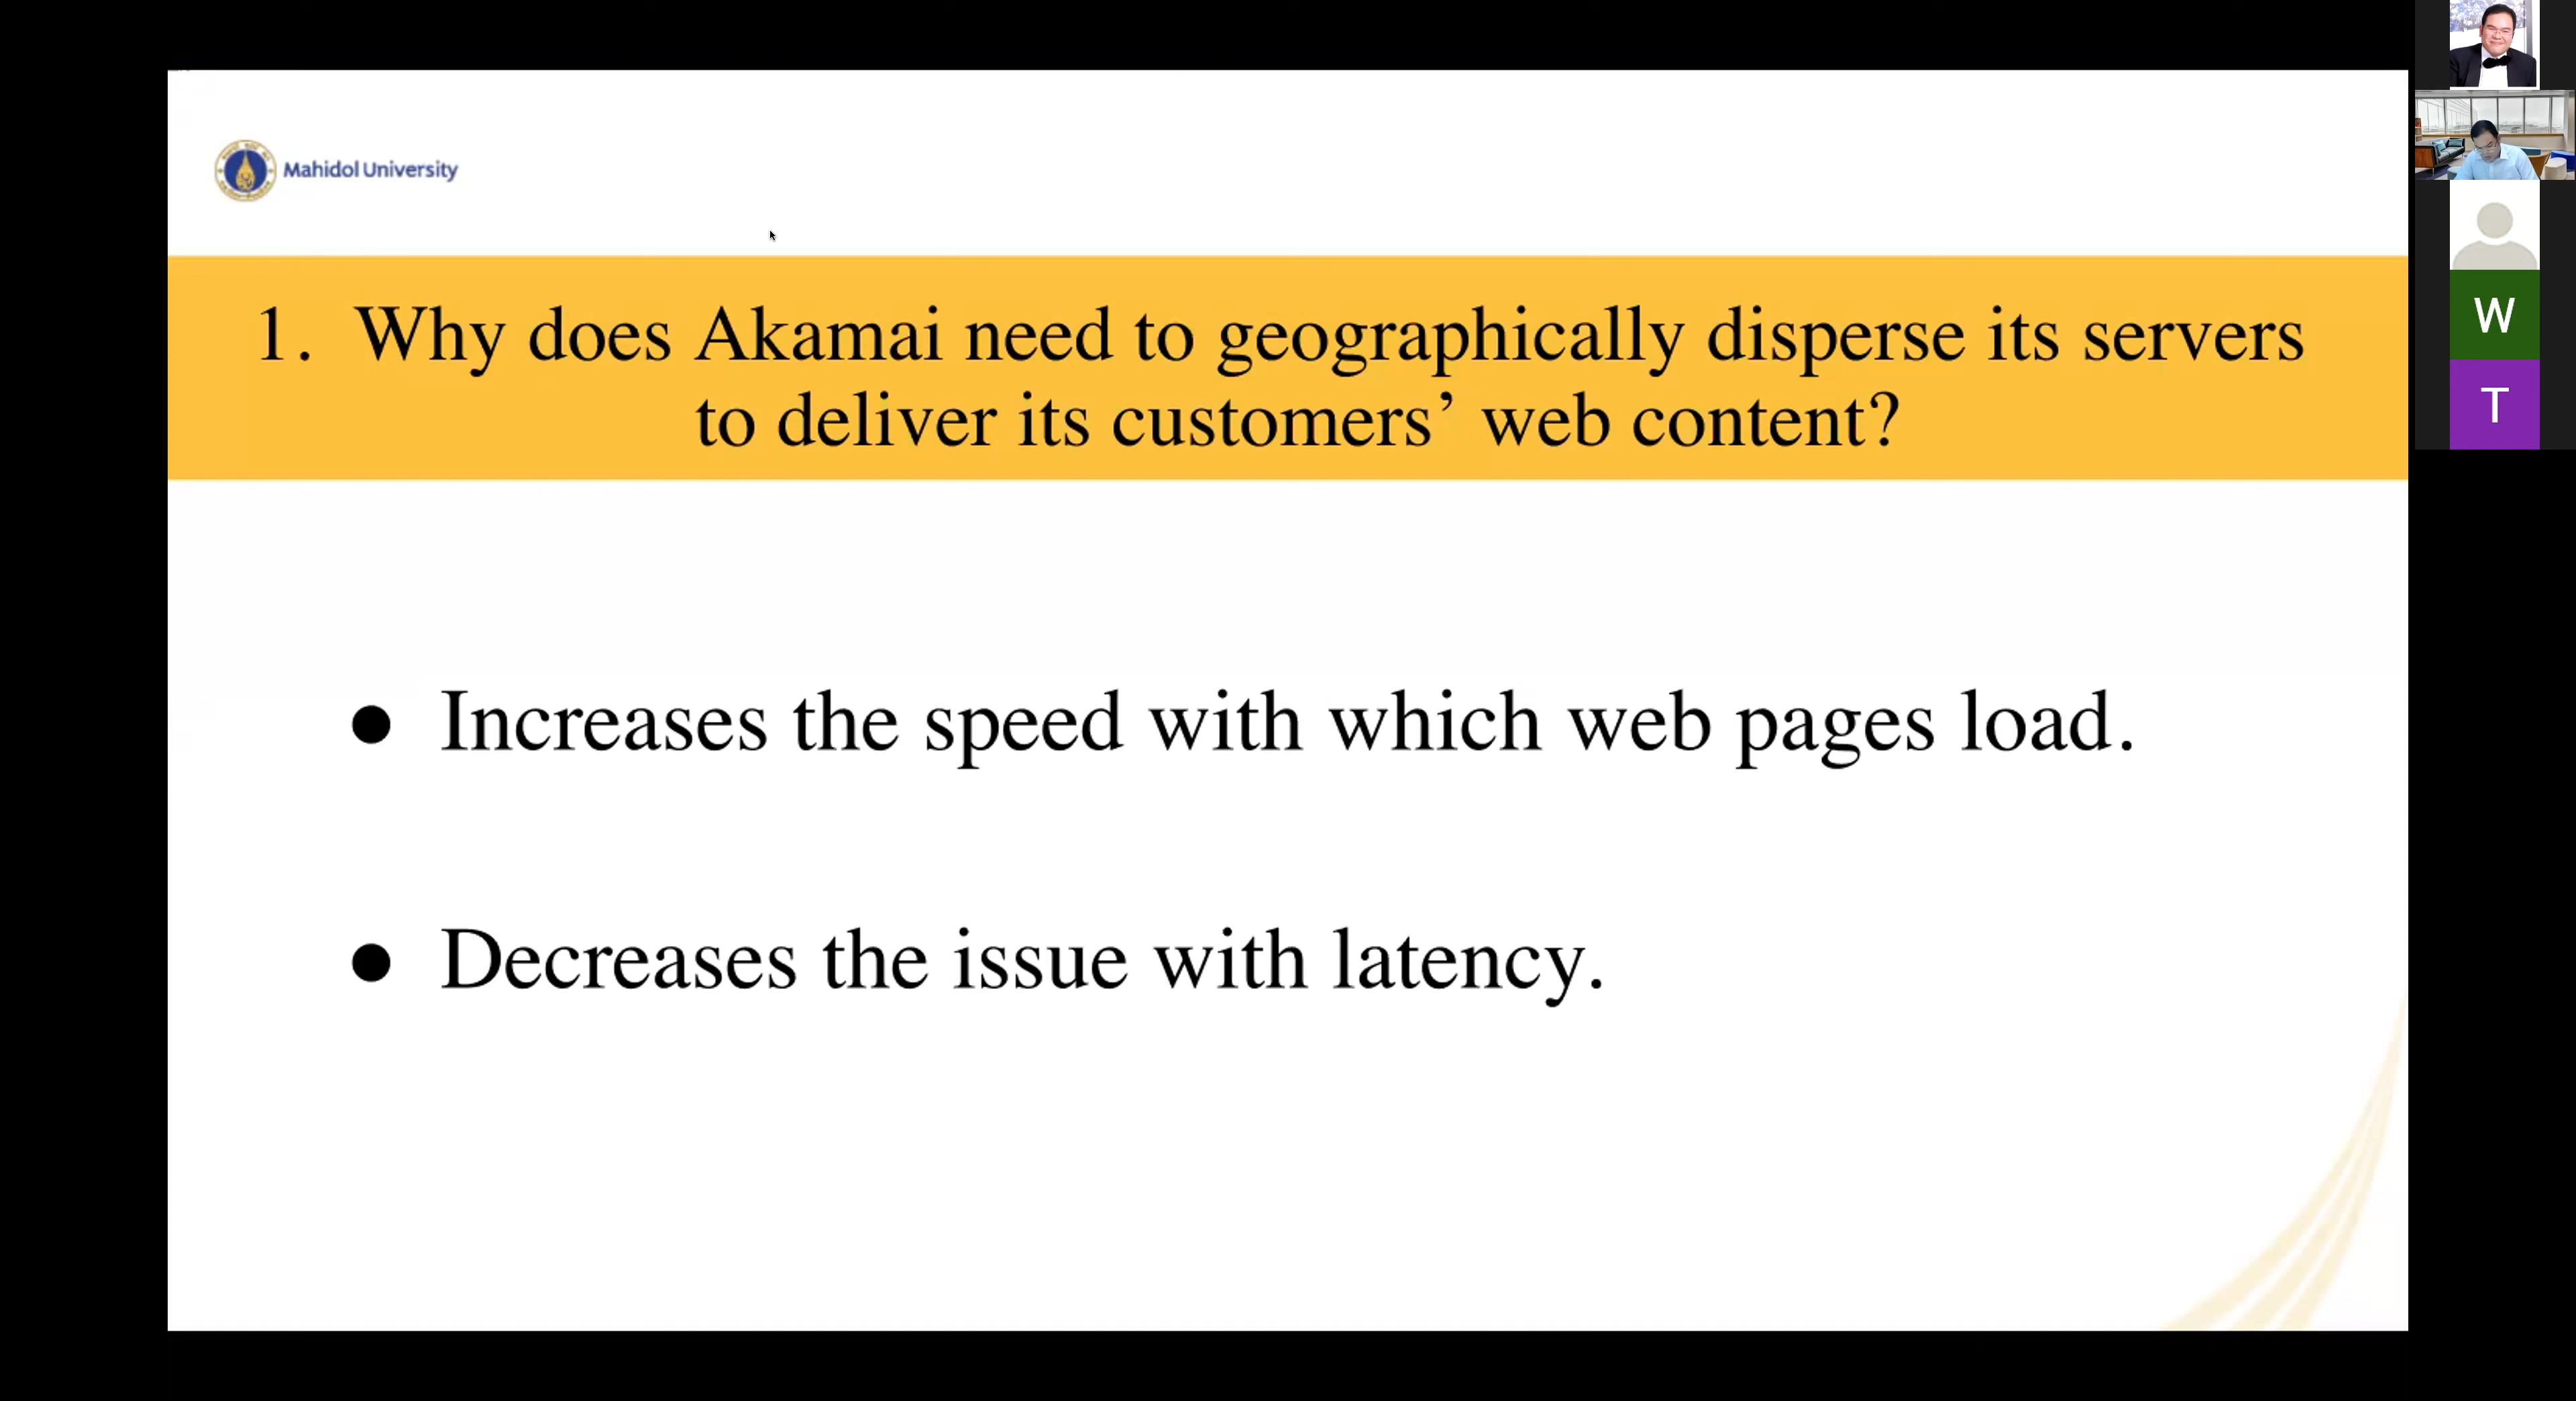 Mahidol University
1. Why does Akamai need to geographically disperse its servers
to deliver its customers’ web content?
● Increases the speed with which web pages load.
● Decreases the issue with latency.
W
T